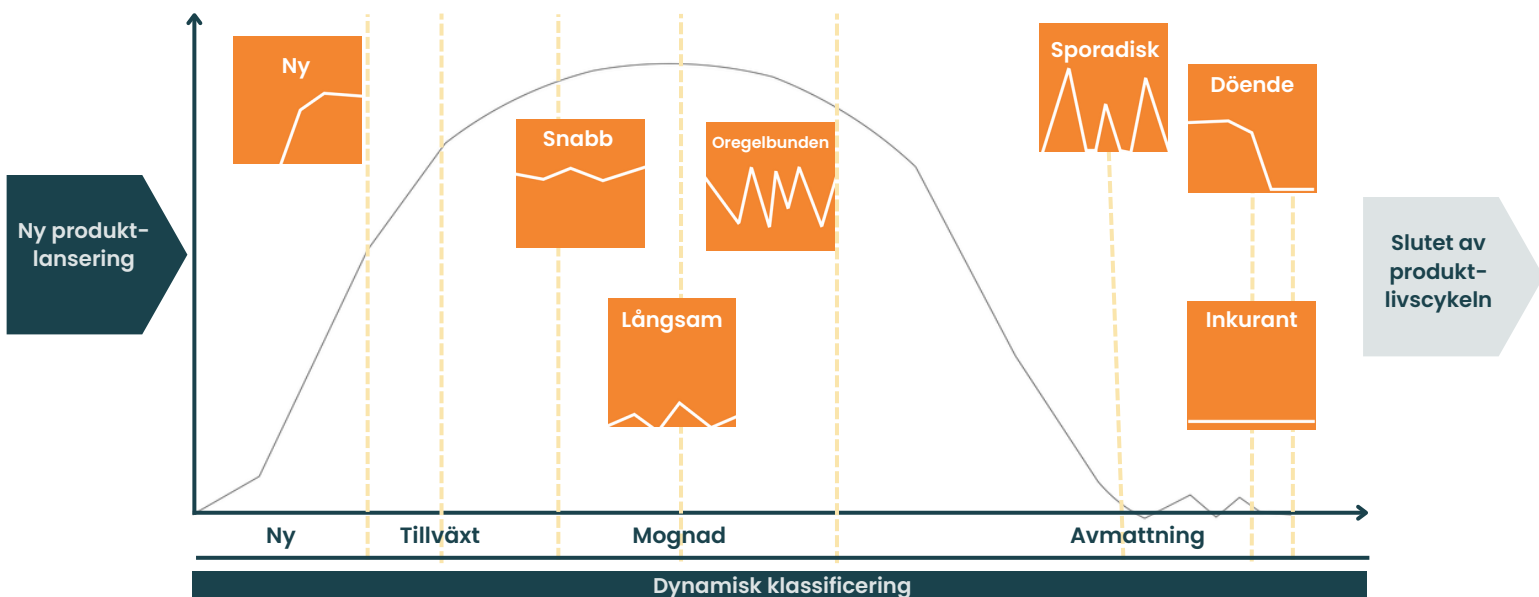 Ny produkt-
lansering
Ny
Snabb
Långsam
Oregelbunden
Sporadisk
Döende
Inkurant
Slutet av
produkt-
livscykeln
Ny
Tillväxt
Mognad
Avmattning
Dynamisk klassificering